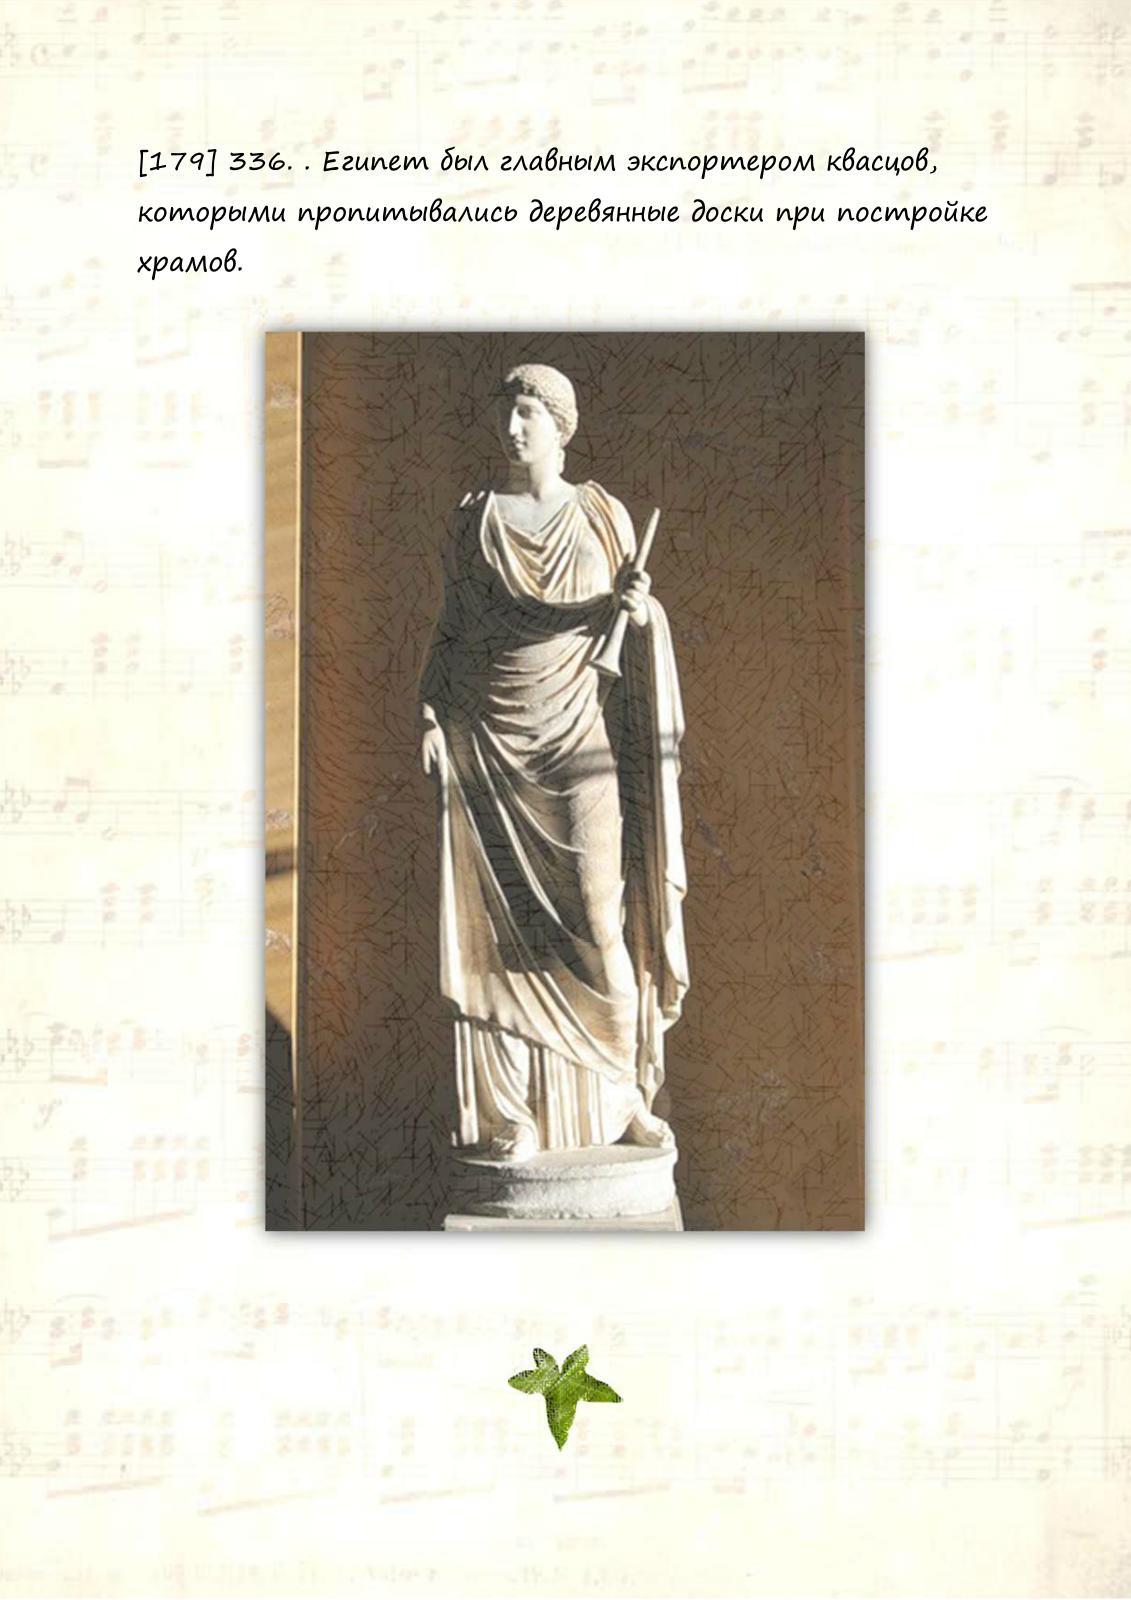 [179] 336. . Египет был главным экспортером квасцов,
которыми пропитывались деревянные доски при постройке
храмов.